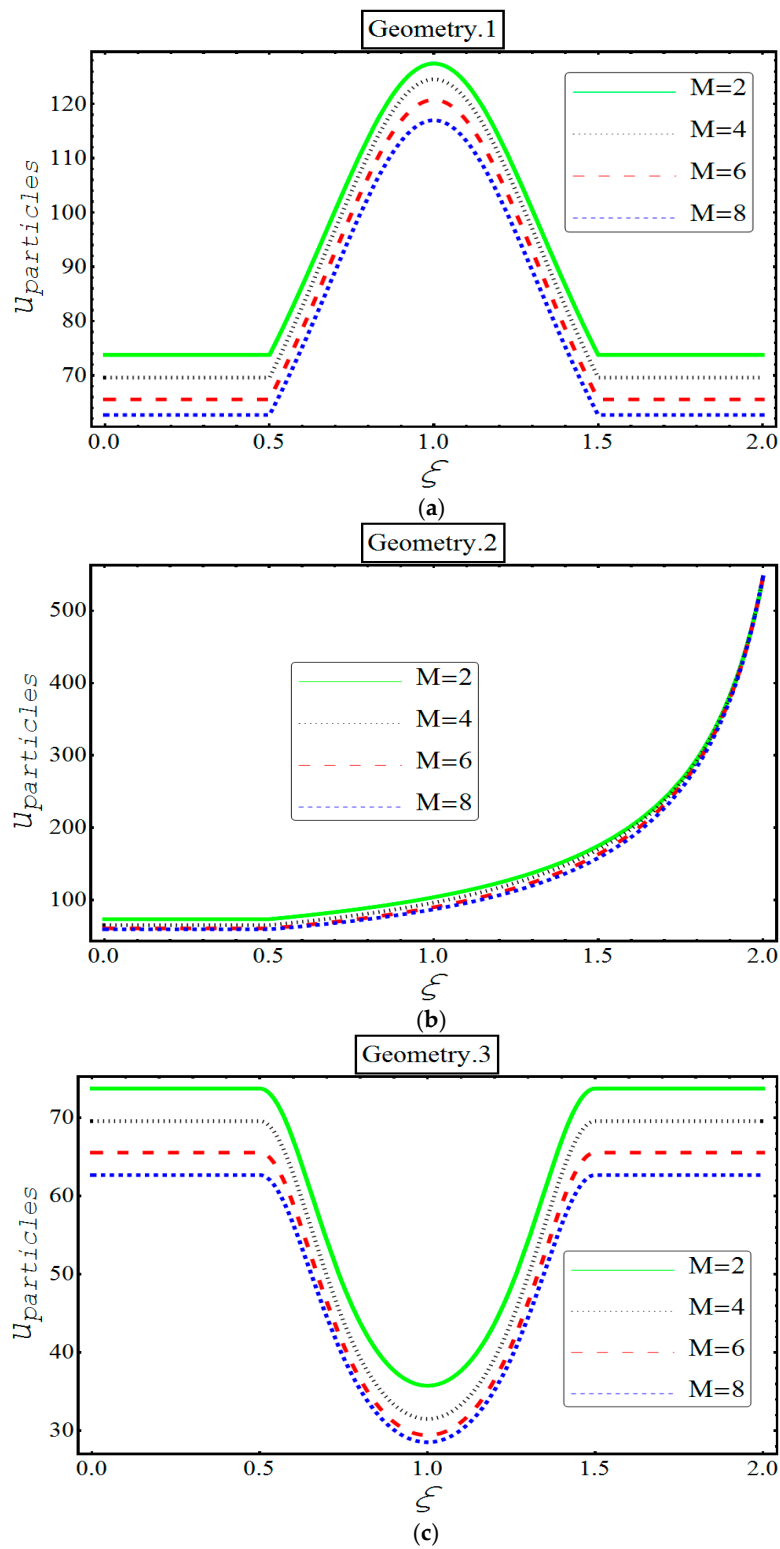 Geometry.1
120
110
100
90
80
70
u_particles
M=2
M=4
M=6
M=8
0.0 0.5 1.0 1.5 2.0
ξ
(a)
Geometry.2
500
400
300
200
100
u_particles
M=2
M=4
M=6
M=8
0.0 0.5 1.0 1.5 2.0
ξ
(b)
Geometry.3
70
60
50
40
30
u_particles
M=2
M=4
M=6
M=8
0.0 0.5 1.0 1.5 2.0
ξ
(c)